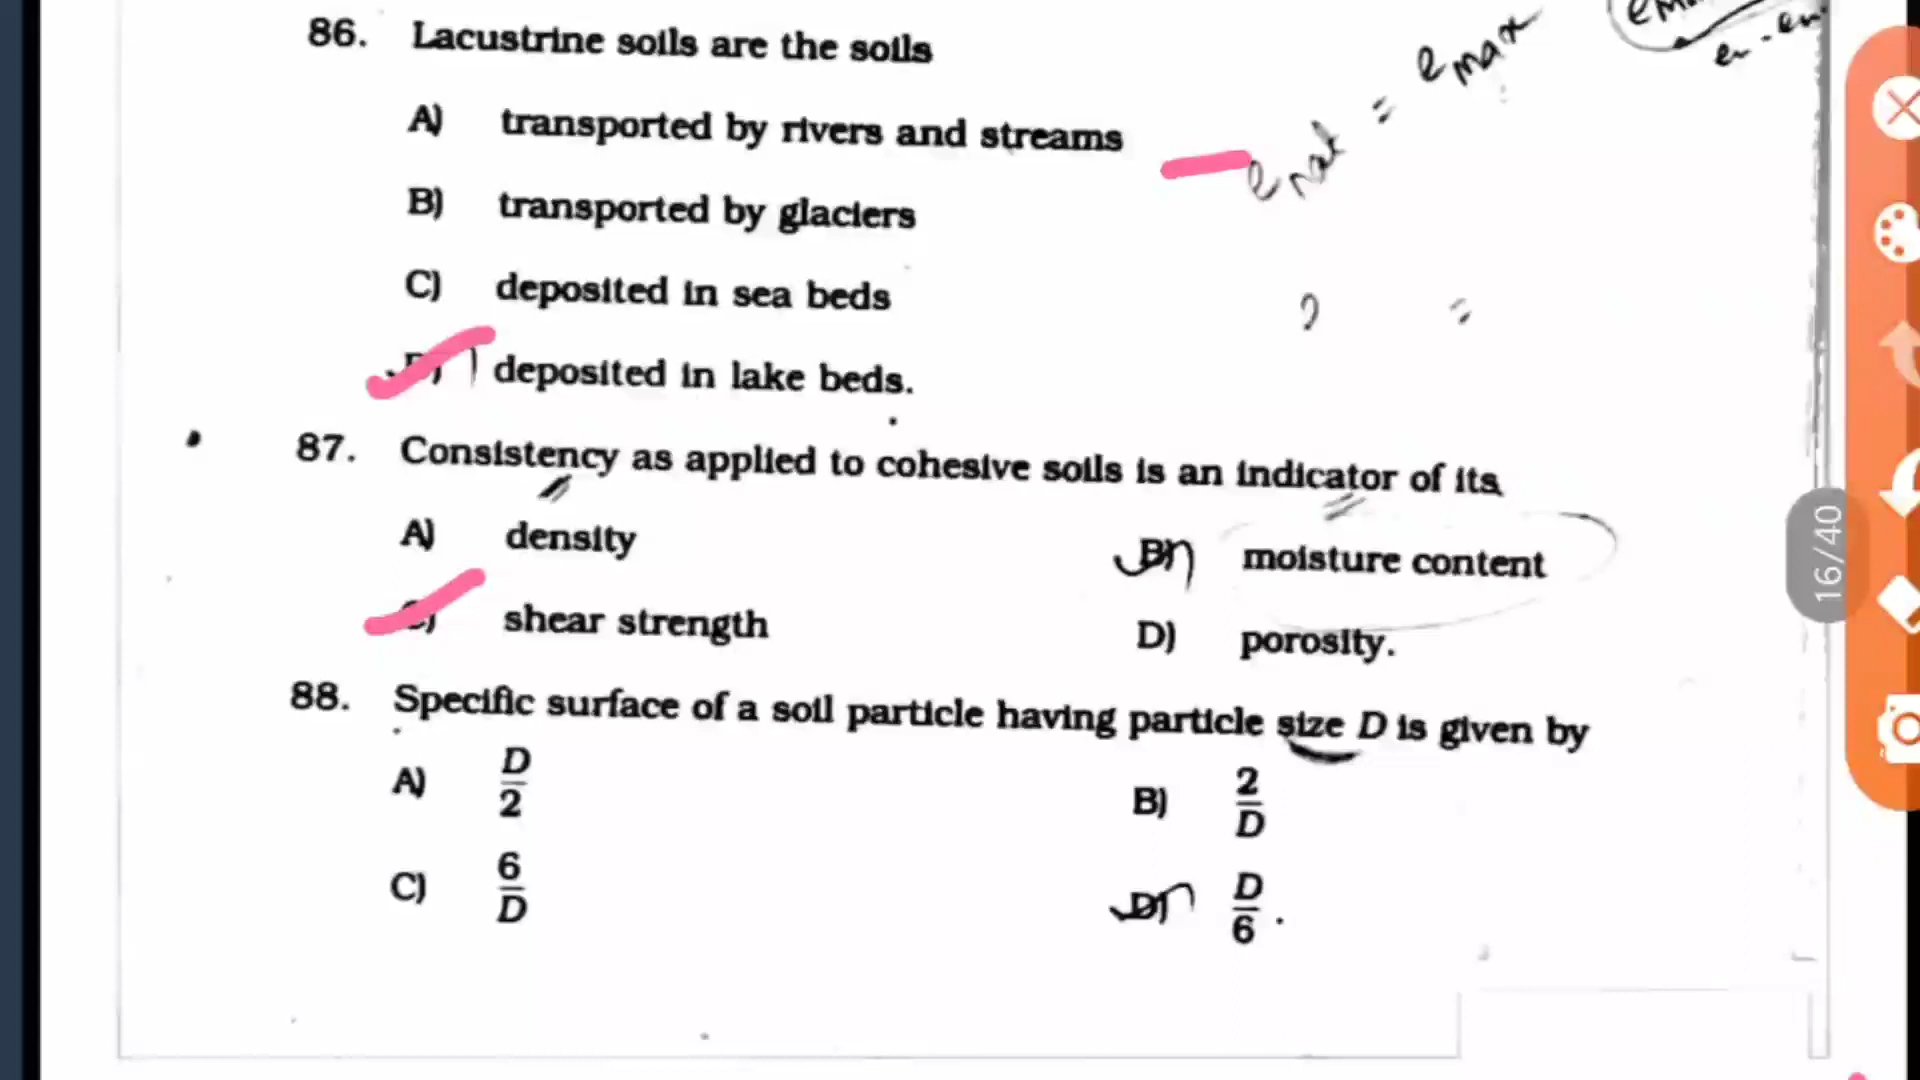 86. Lacustrine soils are the soils
A) transported by rivers and streams
B) transported by glaciers
C) deposited in sea beds
D) deposited in lake beds.
e nat = e max
=
87. Consistency as applied to cohesive soils is an indicator of its
A) density
B) moisture content
C) shear strength
D) porosity.
88. Specific surface of a soil particle having particle size D is given by
A) D/2
B) 2/D
C) 6/D
D) D/6.
16/40